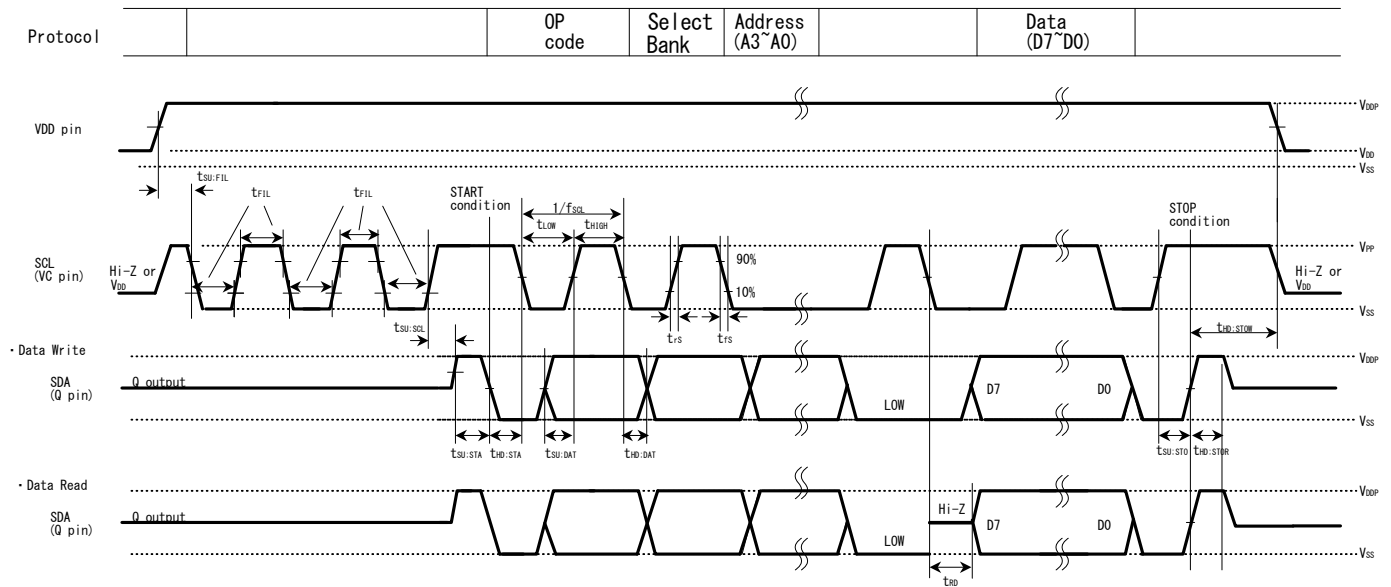 Protocol
OP
code
Select
Bank
Address
(A3~A0)
Data
(D7~D0)
VDD pin
VDDP
VDD
VSS
tSU:FIL
tFIL
tFIL
START
condition
1/fSCL
tLOW
tHIGH
STOP
condition
SCL
(VC pin)
Hi-Z or
VDD
90%
10%
VPP
Hi-Z or
VDD
VSS
tSU:SCL
trS
tfS
tHD:STOW
・Data Write
SDA
(Q pin)
Q output
LOW
D7
D0
VDDP
VSS
tSU:STA
tHD:STA
tSU:DAT
tHD:DAT
tSU:STO
tHD:STOR
・Data Read
SDA
(Q pin)
Q output
LOW
Hi-Z
D7
D0
VDDP
VSS
tRD